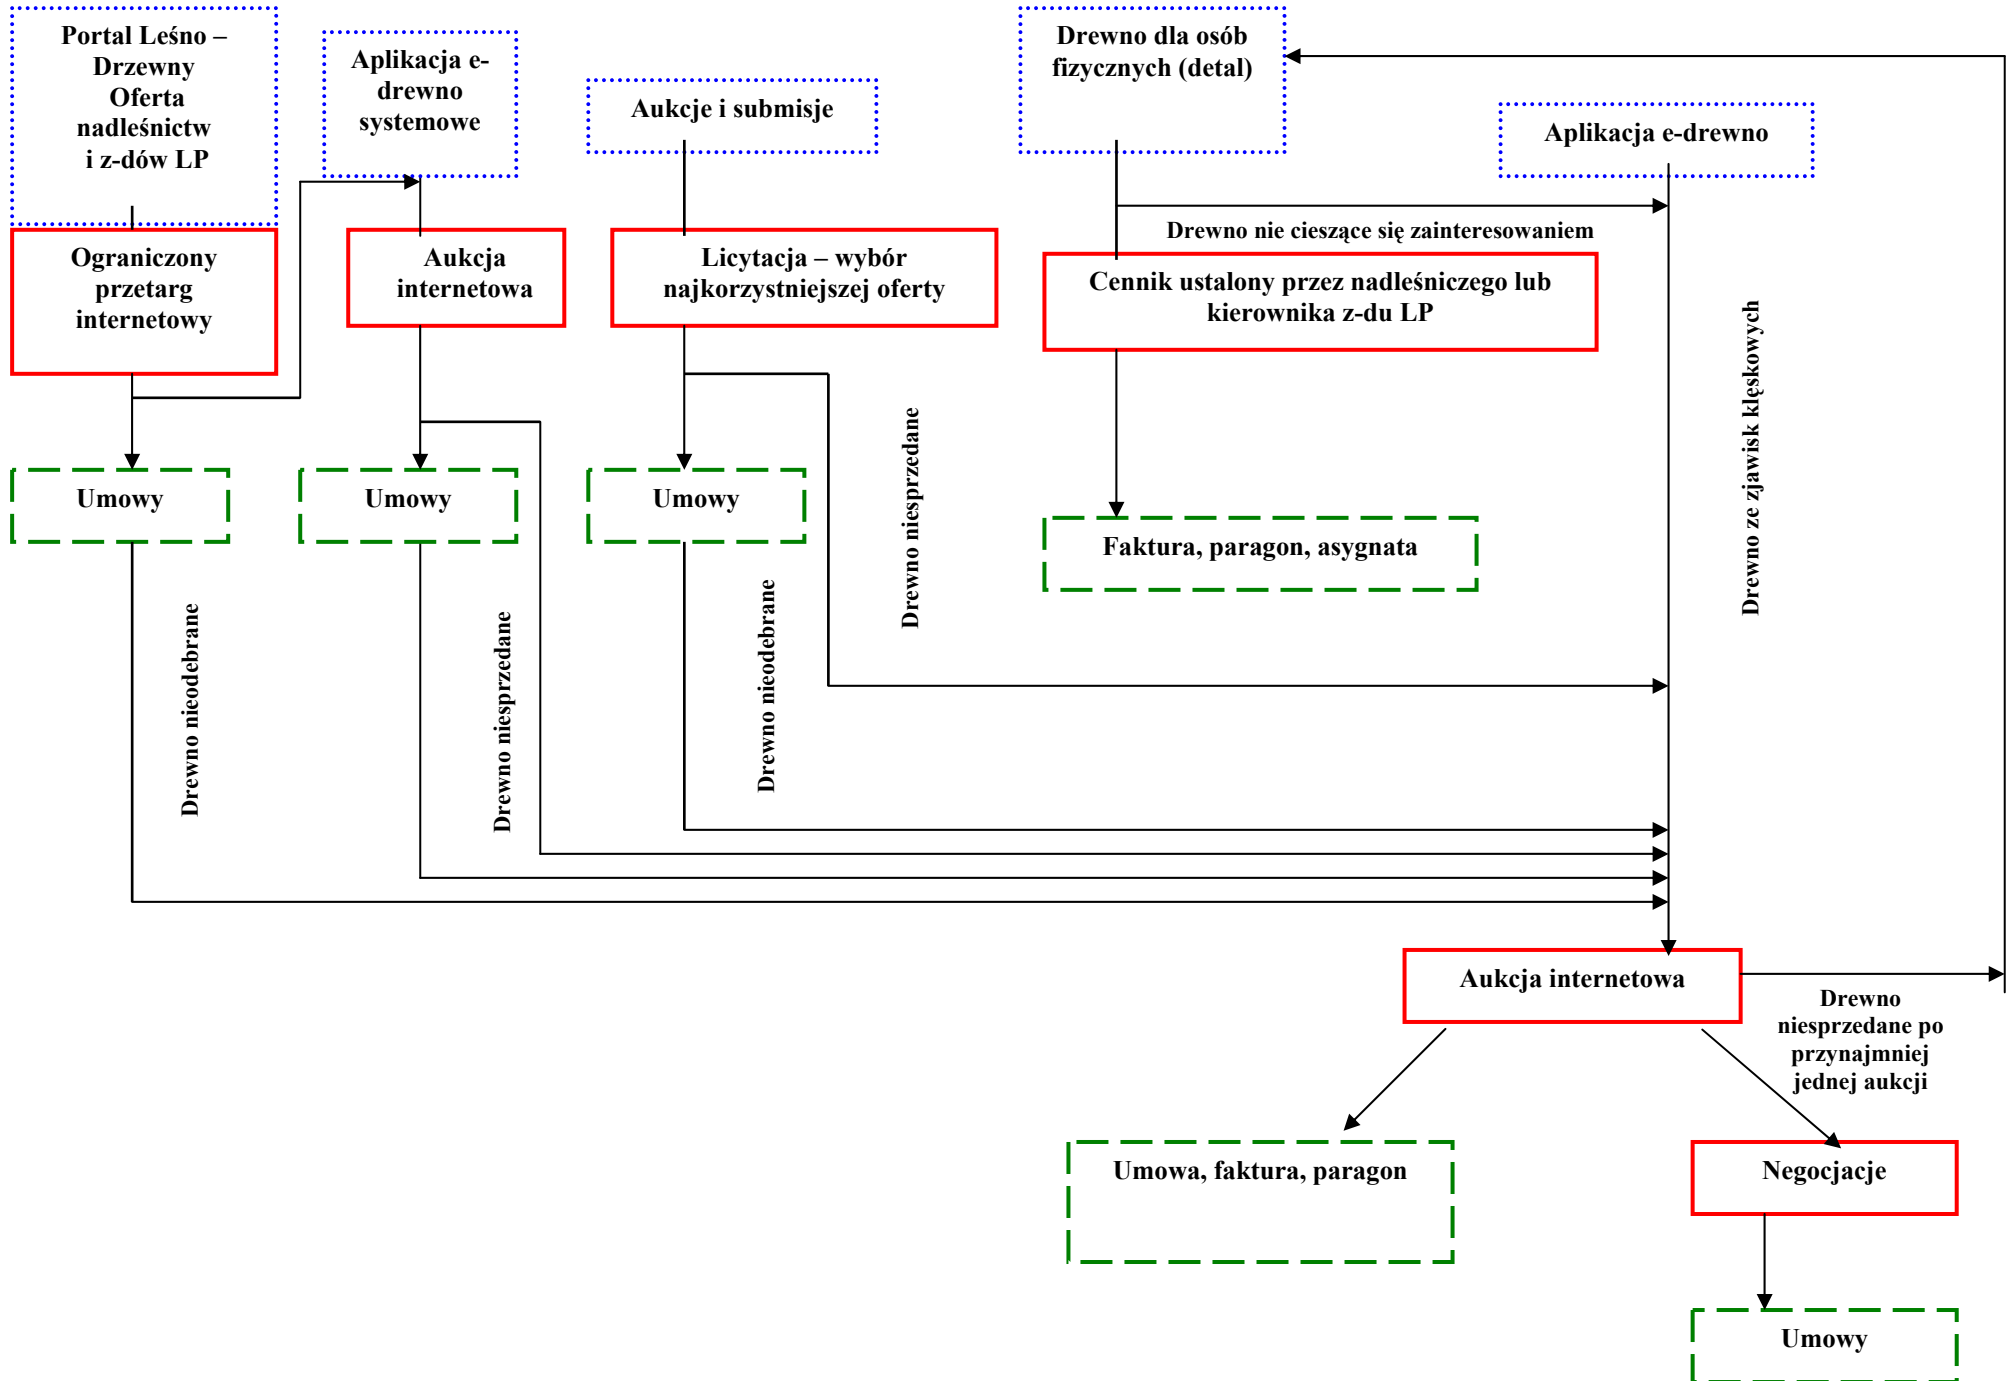 Portal Leśno –
Drzewny
Oferta
nadleśnictw
i z-dów LP
Aplikacja e-
drewno
systemowe
Aukcje i submisje
Drewno dla osób
fizycznych (detal)
Aplikacja e-drewno
Drewno nie cieszące się zainteresowaniem
Ograniczony
przetarg
internetowy
Aukcja
internetowa
Licytacja – wybór
najkorzystniejszej oferty
Cennik ustalony przez nadleśniczego lub
kierownika z-du LP
Drewno ze zjawisk klęskowych
Drewno niesprzedane
Umowy
Umowy
Umowy
Faktura, paragon, asygnata
Drewno nieodebrane
Drewno niesprzedane
Drewno nieodebrane
Aukcja internetowa
Drewno
niesprzedane po
przynajmniej
jednej aukcji
Umowa, faktura, paragon
Negocjacje
Umowy